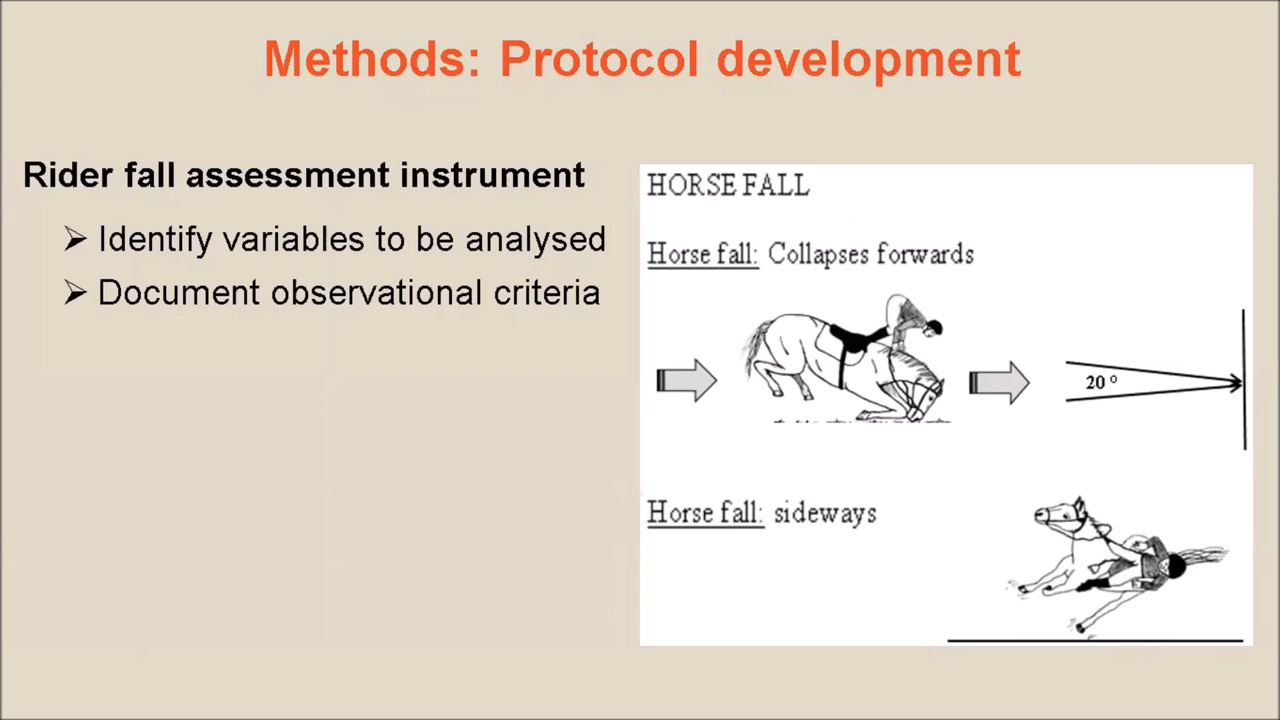 Methods: Protocol development
Rider fall assessment instrument
Identify variables to be analysed
Document observational criteria
HORSE FALL
Horse fall: Collapses forwards
20 º
Horse fall: sideways